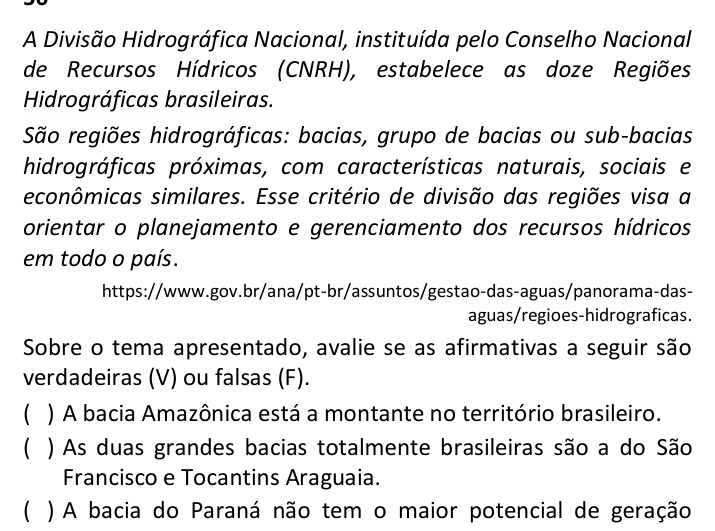 A Divisão Hidrográfica Nacional, instituída pelo Conselho Nacional
de Recursos Hídricos (CNRH), estabelece as doze Regiões
Hidrográficas brasileiras.
São regiões hidrográficas: bacias, grupo de bacias ou sub-bacias
hidrográficas próximas, com características naturais, sociais e
econômicas similares. Esse critério de divisão das regiões visa a
orientar o planejamento e gerenciamento dos recursos hídricos
em todo o país.
https://www.gov.br/ana/pt-br/assuntos/gestao-das-aguas/panorama-das-
aguas/regioes-hidrograficas.
Sobre o tema apresentado, avalie se as afirmativas a seguir são
verdadeiras (V) ou falsas (F).
( ) A bacia Amazônica está a montante no território brasileiro.
( ) As duas grandes bacias totalmente brasileiras são a do São
Francisco e Tocantins Araguaia.
( ) A bacia do Paraná não tem o maior potencial de geração